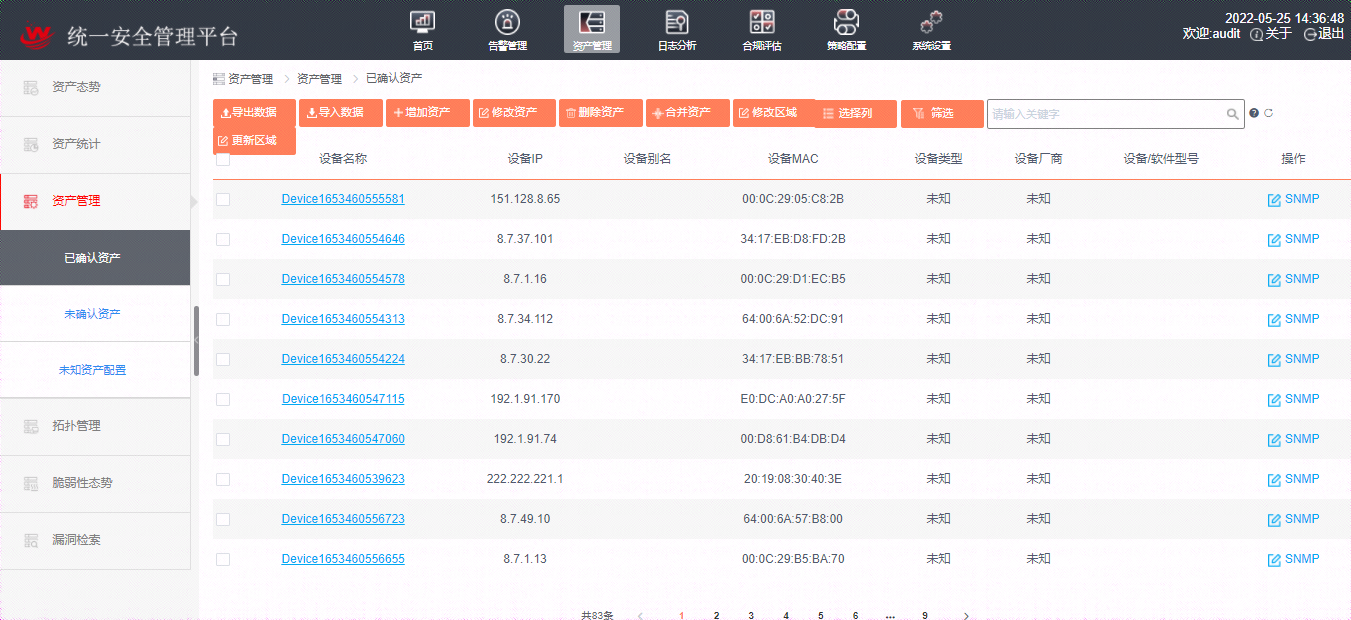 统一安全管理平台
首页
告警管理
资产管理
日志分析
合规评估
策略配置
系统设置
2022-05-25 14:36:48
欢迎:audit 关于 退出
资产态势
资产统计
资产管理
已确认资产
未确认资产
未知资产配置
拓扑管理
脆弱性态势
漏洞检索
资产管理 > 资产管理 > 已确认资产
导出数据 导入数据 增加资产 修改资产 删除资产 合并资产 修改区域 选择列 筛选 请输入关键字
重新区域
设备名称 设备IP 设备别名 设备MAC 设备类型 设备厂商 设备/软件型号 操作
Device1653460555581 151.128.8.65 00:0C:29:05:C8:2B 未知 未知 SNMP
Device1653460554646 8.7.37.101 34:17:EB:D8:FD:2B 未知 未知 SNMP
Device1653460554578 8.7.1.16 00:0C:29:D1:EC:B5 未知 未知 SNMP
Device1653460554313 8.7.34.112 64:00:6A:52:DC:91 未知 未知 SNMP
Device1653460554224 8.7.30.22 34:17:EB:BB:78:51 未知 未知 SNMP
Device1653460547115 192.1.91.170 E0:DC:A0:A0:27:5F 未知 未知 SNMP
Device1653460547060 192.1.91.74 00:D8:61:B4:DB:D4 未知 未知 SNMP
Device1653460539623 222.222.221.1 20:19:08:30:40:3E 未知 未知 SNMP
Device1653460556723 8.7.49.10 64:00:6A:57:B8:00 未知 未知 SNMP
Device1653460556655 8.7.1.13 00:0C:29:B5:BA:70 未知 未知 SNMP
共83条 < 1 2 3 4 5 6 ... 9 >